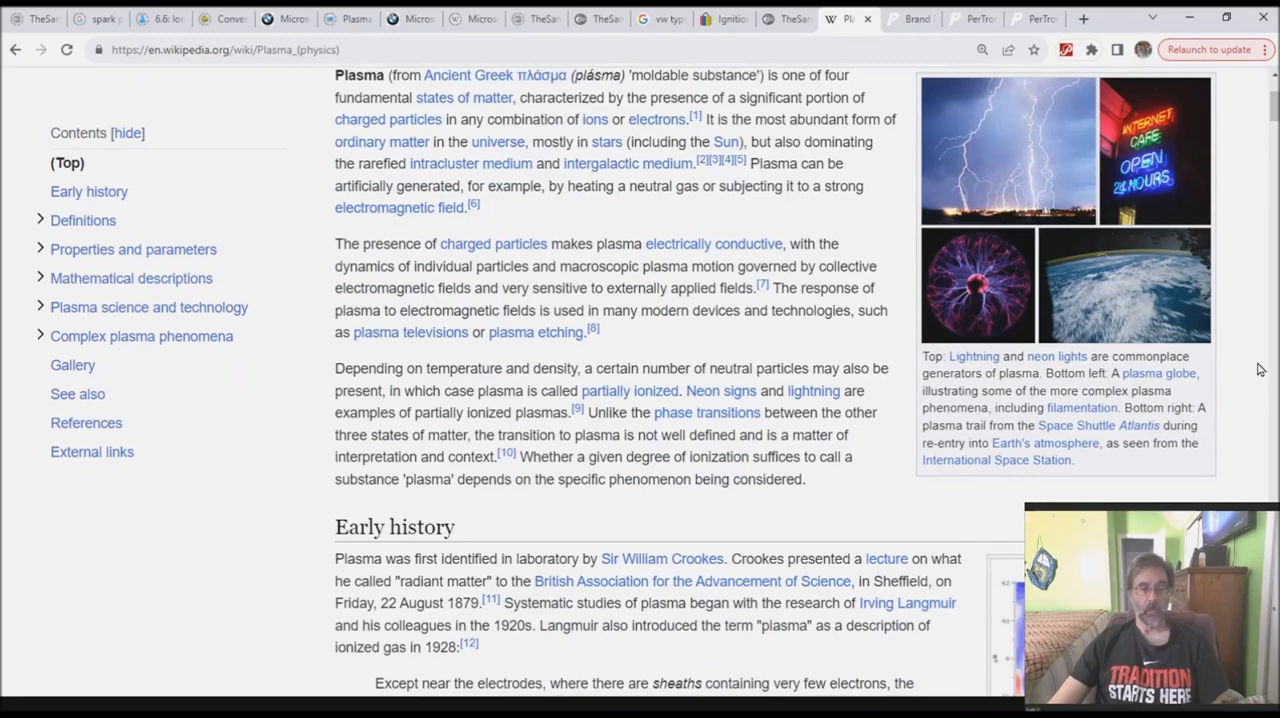 TheSan
spark p
6.6: Ior
Conver
Micros
Plasma
Micros
Micros
TheSan
TheSan
vw type
Ignition
TheSan
Pla
Brand
PerTro
PerTro
https://en.wikipedia.org/wiki/Plasma_(physics)
Relaunch to update
Contents [hide]
(Top)
Early history
Definitions
Properties and parameters
Mathematical descriptions
Plasma science and technology
Complex plasma phenomena
Gallery
See also
References
External links
Plasma (from Ancient Greek πλάσμα (plásma) 'moldable substance') is one of four
fundamental states of matter, characterized by the presence of a significant portion of
charged particles in any combination of ions or electrons.[1] It is the most abundant form of
ordinary matter in the universe, mostly in stars (including the Sun), but also dominating
the rarefied intracluster medium and intergalactic medium.[2][3][4][5] Plasma can be
artificially generated, for example, by heating a neutral gas or subjecting it to a strong
electromagnetic field.[6]
The presence of charged particles makes plasma electrically conductive, with the
dynamics of individual particles and macroscopic plasma motion governed by collective
electromagnetic fields and very sensitive to externally applied fields.[7] The response of
plasma to electromagnetic fields is used in many modern devices and technologies, such
as plasma televisions or plasma etching.[8]
Depending on temperature and density, a certain number of neutral particles may also be
present, in which case plasma is called partially ionized. Neon signs and lightning are
examples of partially ionized plasmas.[9] Unlike the phase transitions between the other
three states of matter, the transition to plasma is not well defined and is a matter of
interpretation and context.[10] Whether a given degree of ionization suffices to call a
substance 'plasma' depends on the specific phenomenon being considered.
Early history
Plasma was first identified in laboratory by Sir William Crookes. Crookes presented a lecture on what
he called "radiant matter" to the British Association for the Advancement of Science, in Sheffield, on
Friday, 22 August 1879.[11] Systematic studies of plasma began with the research of Irving Langmuir
and his colleagues in the 1920s. Langmuir also introduced the term "plasma" as a description of
ionized gas in 1928:[12]
Except near the electrodes, where there are sheaths containing very few electrons, the
INTERNET
CAFE
OPEN
24 HOURS
Top: Lightning and neon lights are commonplace
generators of plasma. Bottom left: A plasma globe,
illustrating some of the more complex plasma
phenomena, including filamentation. Bottom right: A
plasma trail from the Space Shuttle Atlantis during
re-entry into Earth's atmosphere, as seen from the
International Space Station.
TRADITION
STARTS HERE